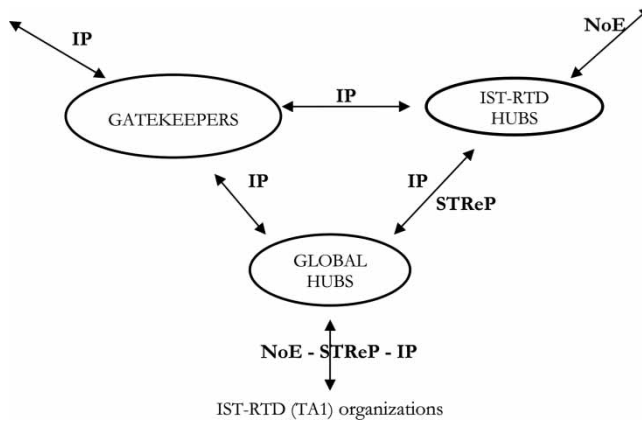 IP
NoE
GATEKEEPERS
IP
IST-RTD
HUBS
IP
IP
STReP
GLOBAL
HUBS
NoE - STReP - IP
IST-RTD (TA1) organizations